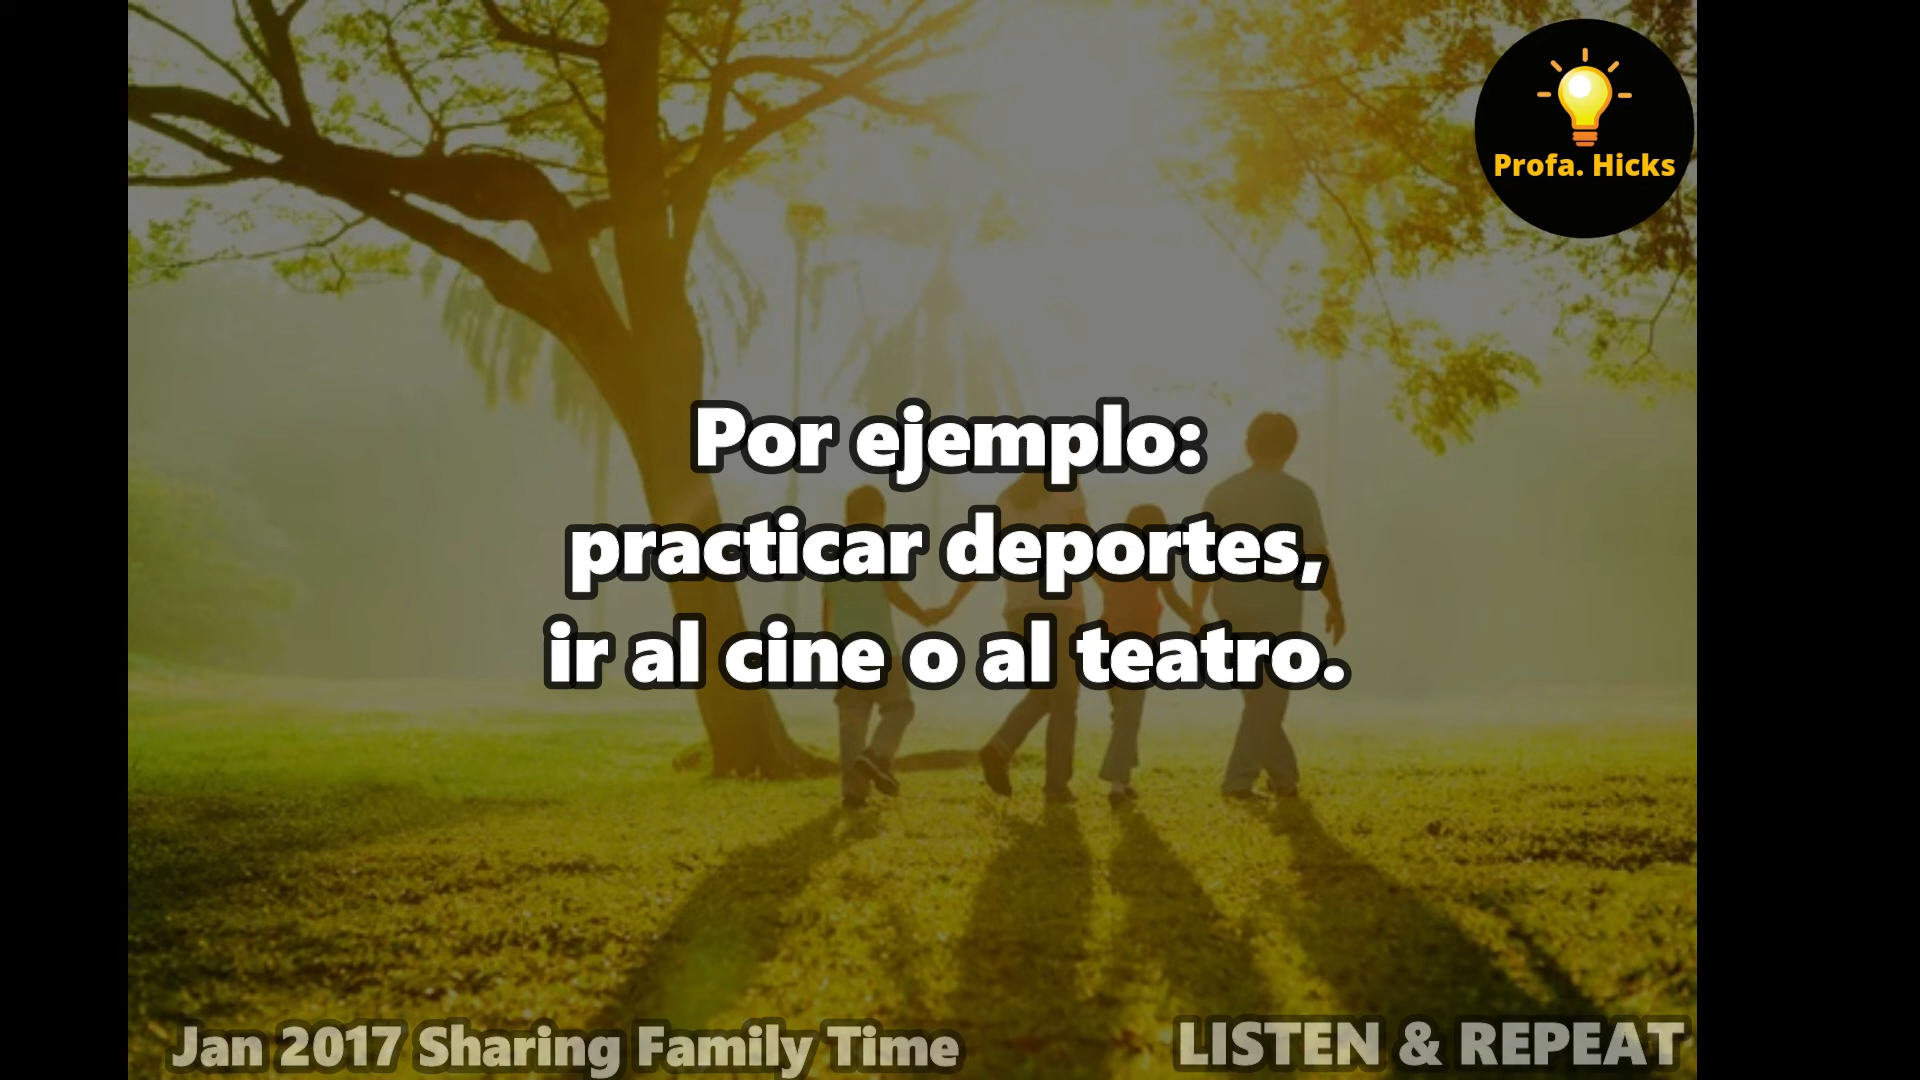 Profa. Hicks
Por ejemplo:
practicar deportes,
ir al cine o al teatro.
Jan 2017 Sharing Family Time
LISTEN & REPEAT